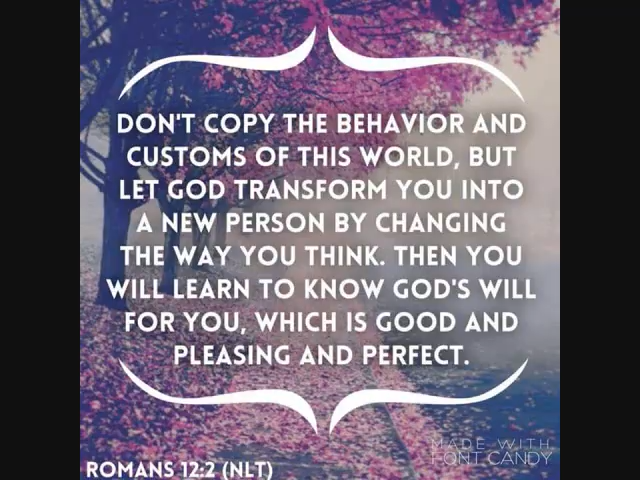 DON'T COPY THE BEHAVIOR AND
CUSTOMS OF THIS WORLD, BUT
LET GOD TRANSFORM YOU INTO
A NEW PERSON BY CHANGING
THE WAY YOU THINK. THEN YOU
WILL LEARN TO KNOW GOD'S WILL
FOR YOU, WHICH IS GOOD AND
PLEASING AND PERFECT.
MADE WITH
FONT CANDY
ROMANS 12:2 (NLT)